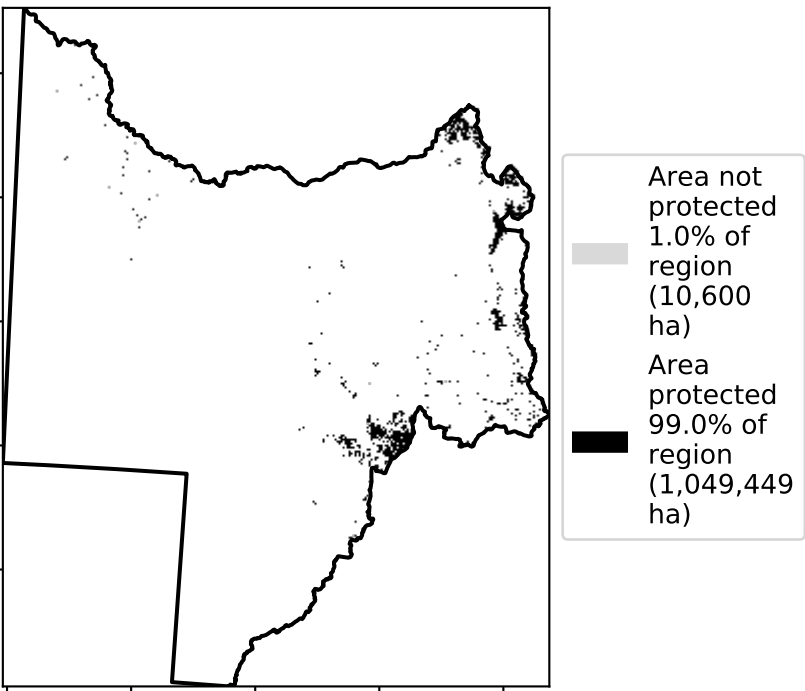 Area not
protected
1.0% of
region
(10,600
ha)
Area
protected
99.0% of
region
(1,049,449
ha)